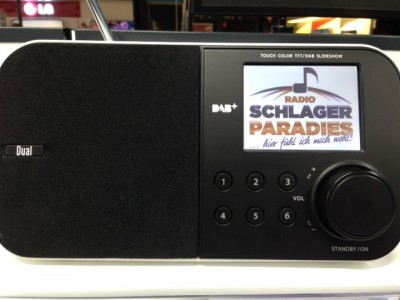 LG
TOUCH COLOR TFT/DAB SLIDESHOW
DAB+
RADIO
SCHLAGER
PARADIES
... hier fühl ich mich wohl!
Dual
1 2 3
VOL
+
-
4 5 6
STANDBY / ON